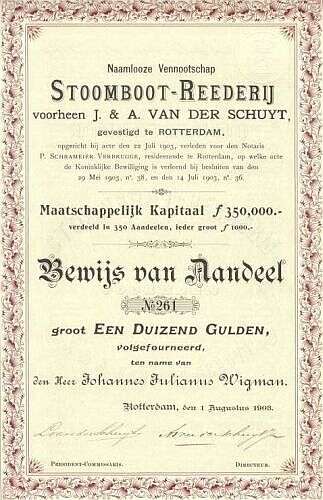 Naamlooze Vennootschap
STOOMBOOT-REEDERIJ
voorheen J. & A. VAN DER SCHUYT,
gevestigd te ROTTERDAM,
opgericht bij acte den 22 Juli 1903, verleden voor den Notaris
P. SCHRAMEIER VERBRUGGE, resideerende te Rotterdam, op welke acte
de Koninklijke Bewilliging is verleend bij besluiten van den
29 Mei 1903, nº. 38, en den 14 Juli 1903, nº. 36.
Maatschappelijk Kapitaal ƒ 350,000.-
verdeeld in 350 Aandeelen, ieder groot ƒ 1000.-
Bewijs van Aandeel
Nº 261
groot EEN DUIZEND GULDEN,
volgefourneerd,
ten name van
den Heer Johannes Julianus Wigman.
Rotterdam, den 1 Augustus 1903.
PRESIDENT-COMMISSARIS.
DIRECTEUR.